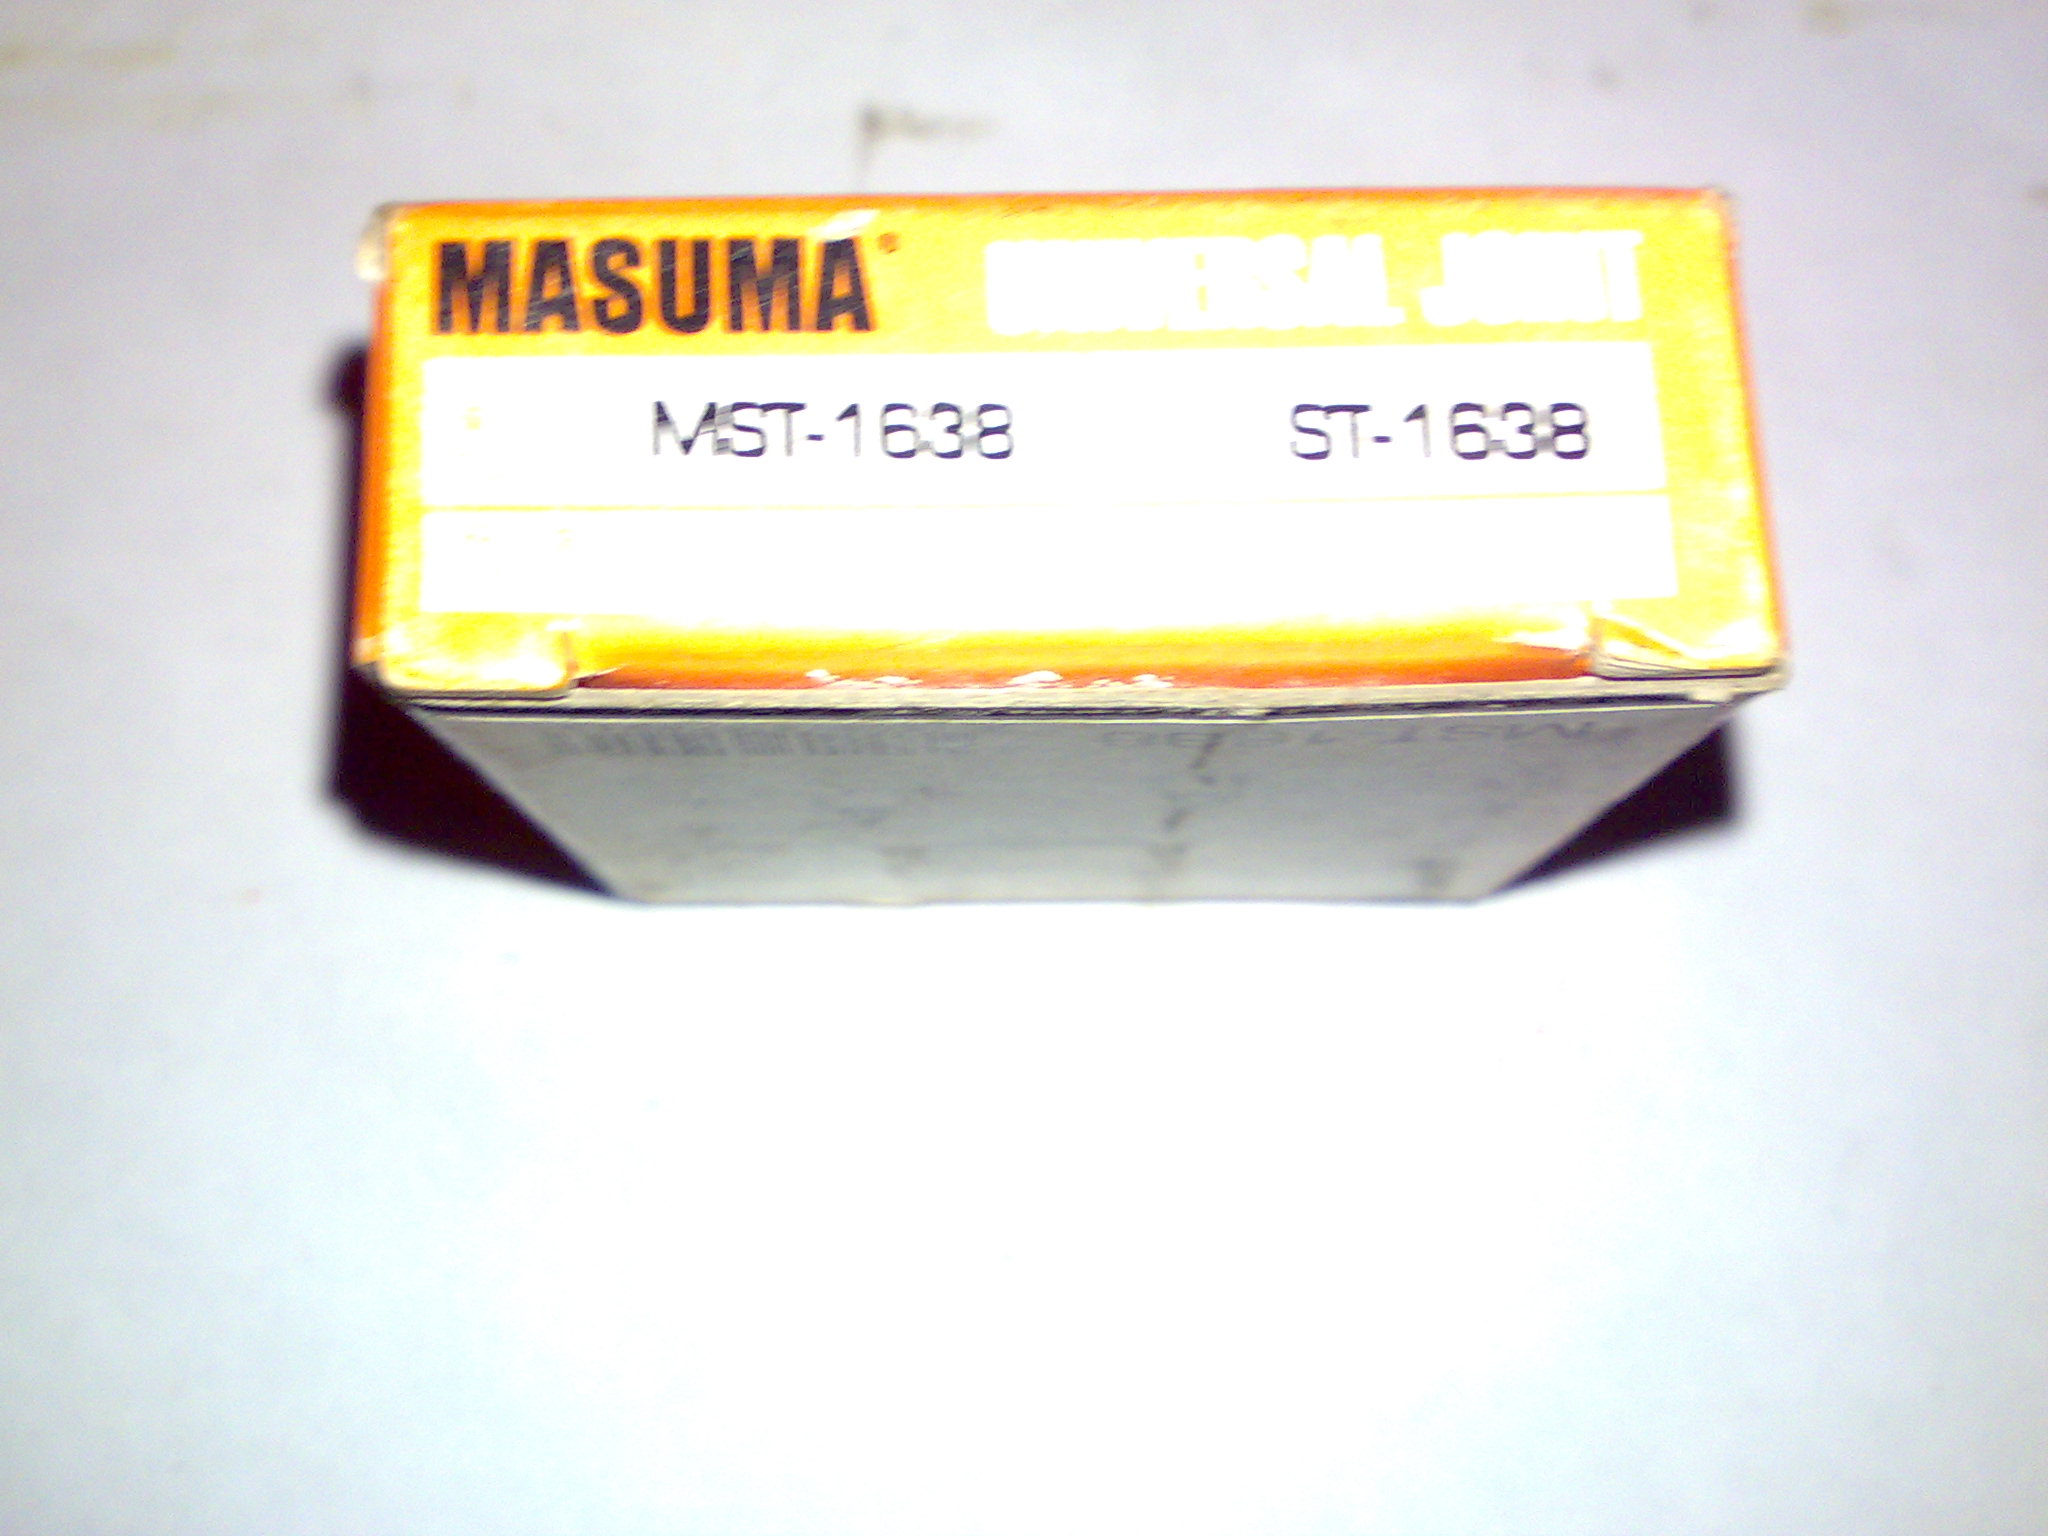 MASUMA® UNIVERSAL JOINT
MST-1638 ST-1638